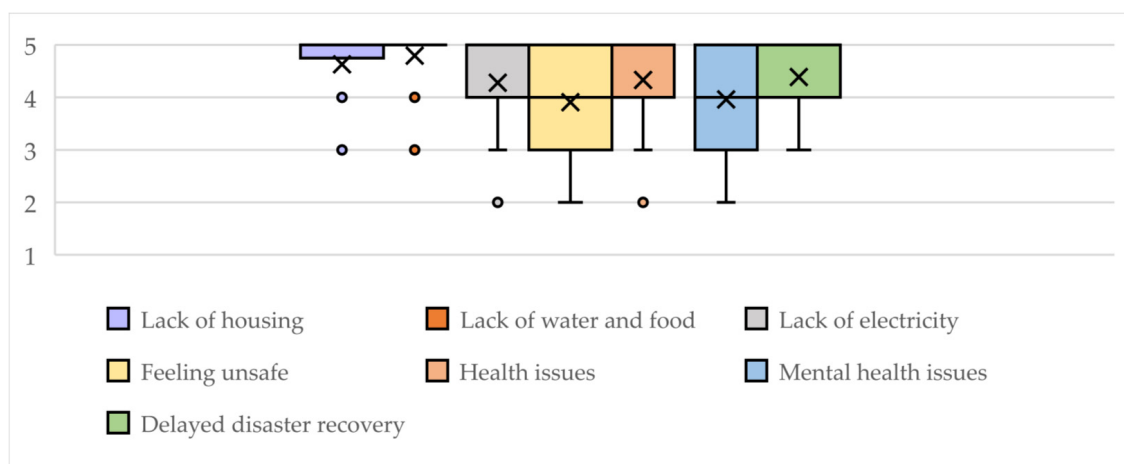 5
4
3
2
1
Lack of housing
Lack of water and food
Lack of electricity
Feeling unsafe
Health issues
Mental health issues
Delayed disaster recovery